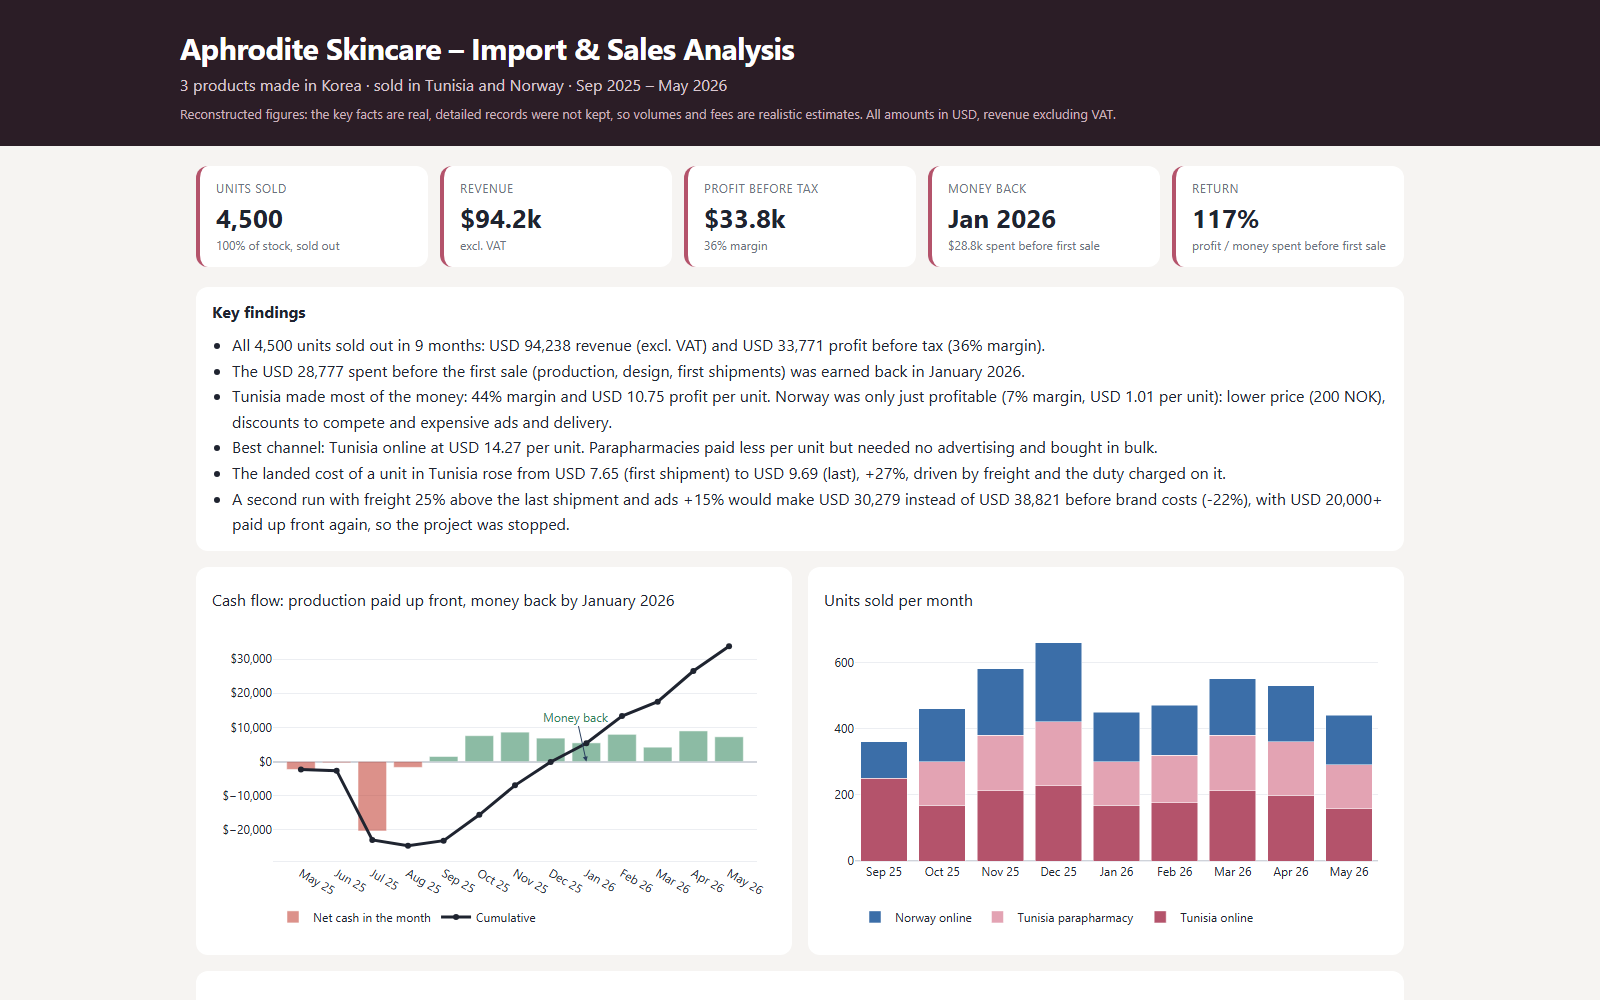 Aphrodite Skincare – Import & Sales Analysis
3 products made in Korea · sold in Tunisia and Norway · Sep 2025 – May 2026
Reconstructed figures: the key facts are real, detailed records were not kept, so volumes and fees are realistic estimates. All amounts in USD, revenue excluding VAT.
UNITS SOLD
4,500
100% of stock, sold out
REVENUE
$94.2k
excl. VAT
PROFIT BEFORE TAX
$33.8k
36% margin
MONEY BACK
Jan 2026
$28.8k spent before first sale
RETURN
117%
profit / money spent before first sale
Key findings
• All 4,500 units sold out in 9 months: USD 94,238 revenue (excl. VAT) and USD 33,771 profit before tax (36% margin).
• The USD 28,777 spent before the first sale (production, design, first shipments) was earned back in January 2026.
• Tunisia made most of the money: 44% margin and USD 10.75 profit per unit. Norway was only just profitable (7% margin, USD 1.01 per unit): lower price (200 NOK),
discounts to compete and expensive ads and delivery.
• Best channel: Tunisia online at USD 14.27 per unit. Parapharmacies paid less per unit but needed no advertising and bought in bulk.
• The landed cost of a unit in Tunisia rose from USD 7.65 (first shipment) to USD 9.69 (last), +27%, driven by freight and the duty charged on it.
• A second run with freight 25% above the last shipment and ads +15% would make USD 30,279 instead of USD 38,821 before brand costs (-22%), with USD 20,000+
paid up front again, so the project was stopped.
Cash flow: production paid up front, money back by January 2026
$30,000
$20,000
$10,000
$0
$−10,000
$−20,000
Money back
May 25
Jun 25
Jul 25
Aug 25
Sep 25
Oct 25
Nov 25
Dec 25
Jan 26
Feb 26
Mar 26
Apr 26
May 26
Net cash in the month
Cumulative
Units sold per month
600
400
200
0
Sep 25
Oct 25
Nov 25
Dec 25
Jan 26
Feb 26
Mar 26
Apr 26
May 26
Norway online
Tunisia parapharmacy
Tunisia online